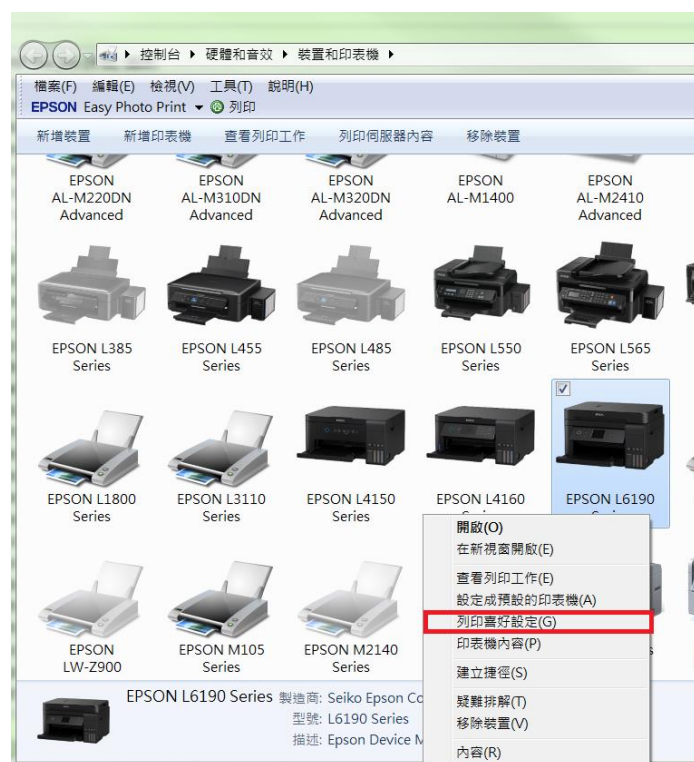 控制台 ▸ 硬體和音效 ▸ 裝置和印表機 ▸
檔案(F) 編輯(E) 檢視(V) 工具(T) 說明(H)
EPSON Easy Photo Print 列印
新增裝置 新增印表機 查看列印工作 列印伺服器內容 移除裝置
EPSON AL-M220DN Advanced
EPSON AL-M310DN Advanced
EPSON AL-M320DN Advanced
EPSON AL-M1400
EPSON AL-M2410 Advanced
EPSON L385 Series
EPSON L455 Series
EPSON L485 Series
EPSON L550 Series
EPSON L565 Series
EPSON L1800 Series
EPSON L3110 Series
EPSON L4150 Series
EPSON L4160
EPSON L6190
開啟(O)
在新視窗開啟(E)
查看列印工作(E)
設定成預設的印表機(A)
列印喜好設定(G)
印表機內容(P)
建立捷徑(S)
疑難排解(T)
移除裝置(V)
內容(R)
EPSON LW-Z900
EPSON M105 Series
EPSON M2140 Series
EPSON L6190 Series 製造商: Seiko Epson Co
型號: L6190 Series
描述: Epson Device M